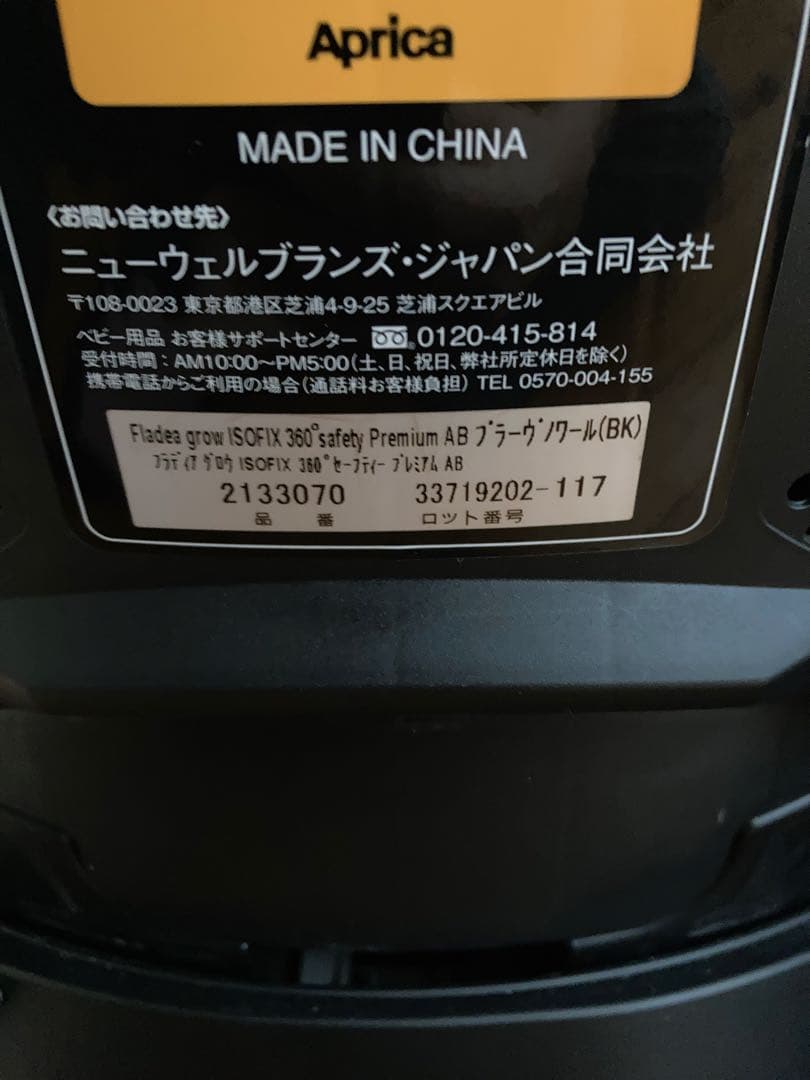 Aprica
MADE IN CHINA
〈お問い合わせ先〉
ニューウェルブランズ・ジャパン合同会社
〒108-0023 東京都港区芝浦4-9-25 芝浦スクエアビル
ベビー用品 お客様サポートセンター 0120-415-814
受付時間：AM10:00～PM5:00（土、日、祝日、弊社所定休日を除く）
携帯電話からご利用の場合（通話料お客様負担）TEL 0570-004-155
Fladea grow ISOFIX 360°safety Premium AB ブラーヴノワール(BK)
フラディア グロウ ISOFIX 360°セーフティー プレミアム AB
2133070 33719202-117
品番 ロット番号